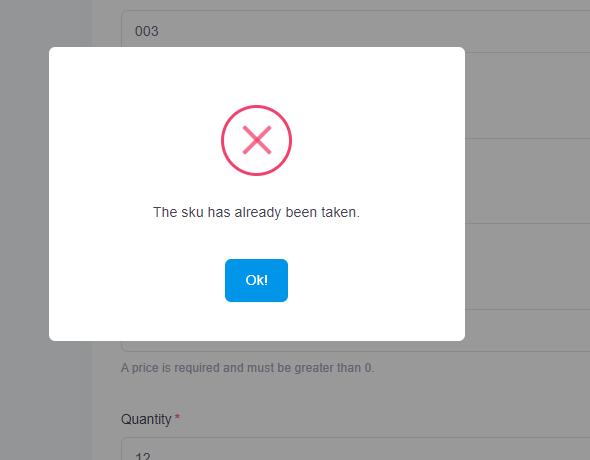 003
The sku has already been taken.
Ok!
A price is required and must be greater than 0.
Quantity *
12